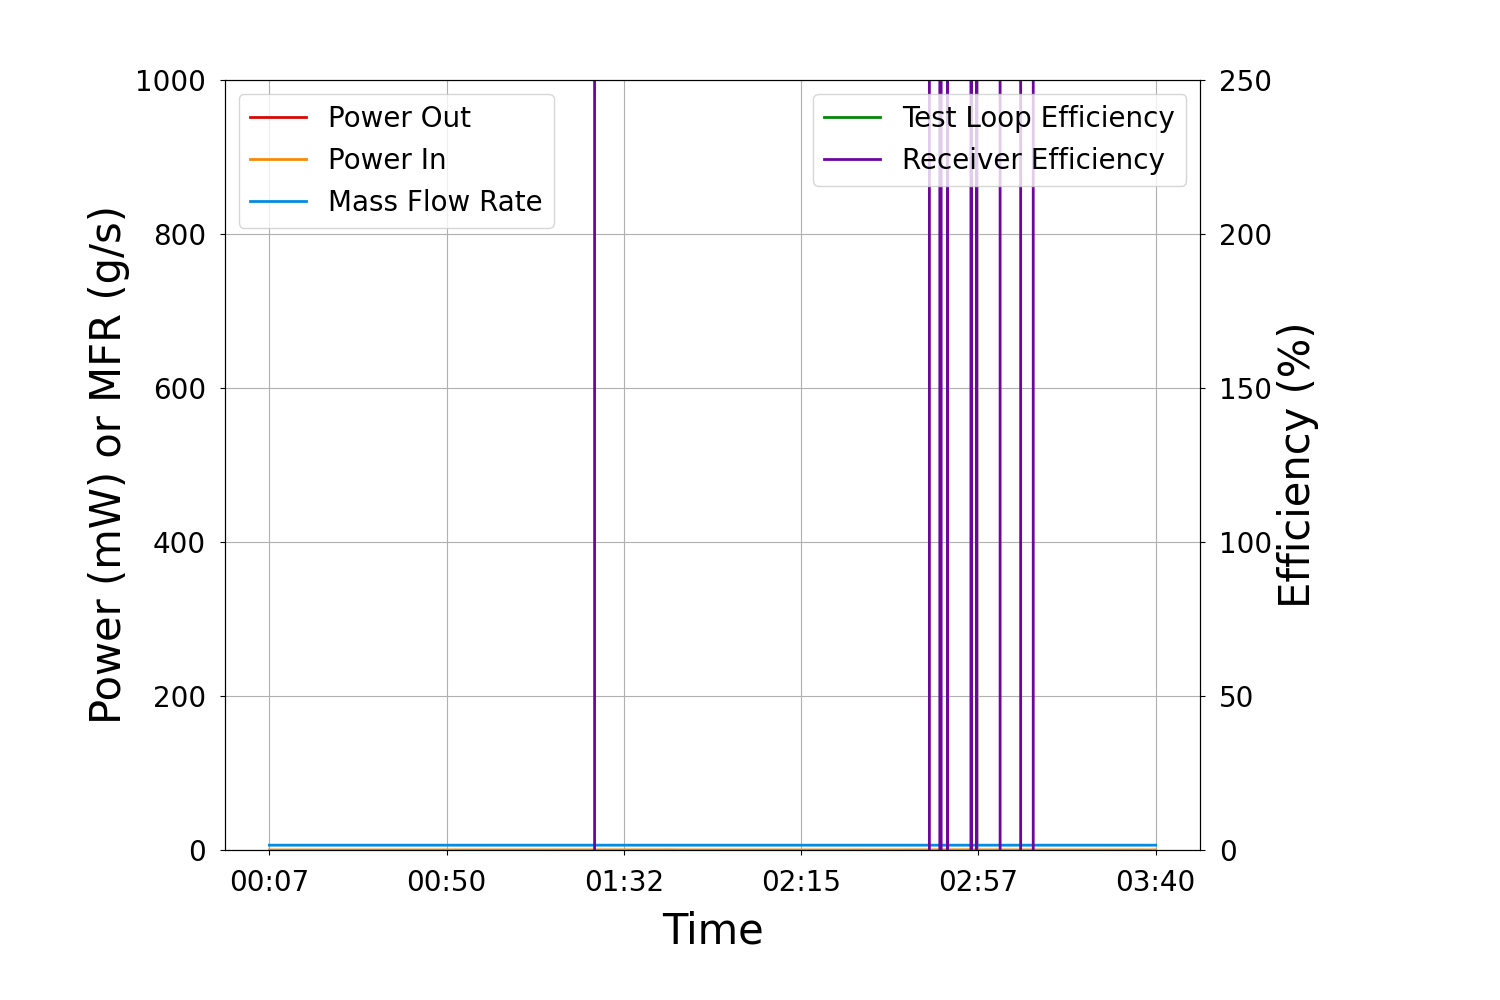 1000
800
600
400
200
0
Power (mW) or MFR (g/s)
Power Out
Power In
Mass Flow Rate
Test Loop Efficiency
Receiver Efficiency
250
200
150
100
50
0
Efficiency (%)
00:07 00:50 01:32 02:15 02:57 03:40
Time